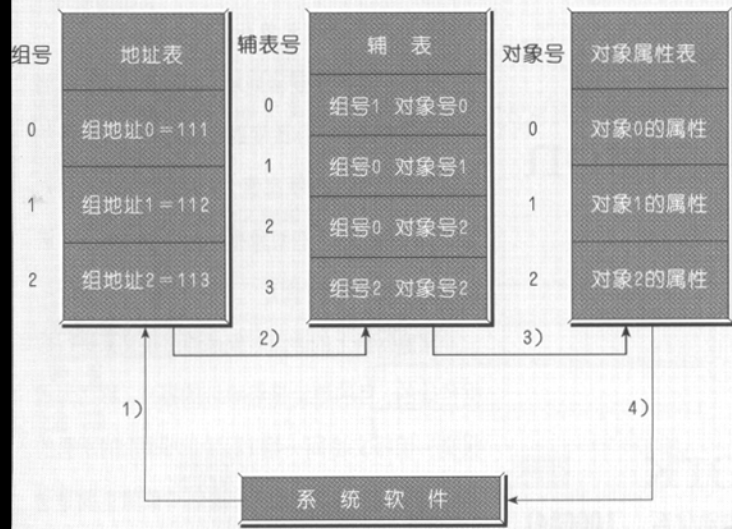 组号
地址表
0
组地址0=111
1
组地址1=112
2
组地址2=113
辅表号
辅 表
0
组号1 对象号0
1
组号0 对象号1
2
组号0 对象号2
3
组号2 对象号2
对象号
对象属性表
0
对象0的属性
1
对象1的属性
2
对象2的属性
1)
2)
3)
4)
系 统 软 件